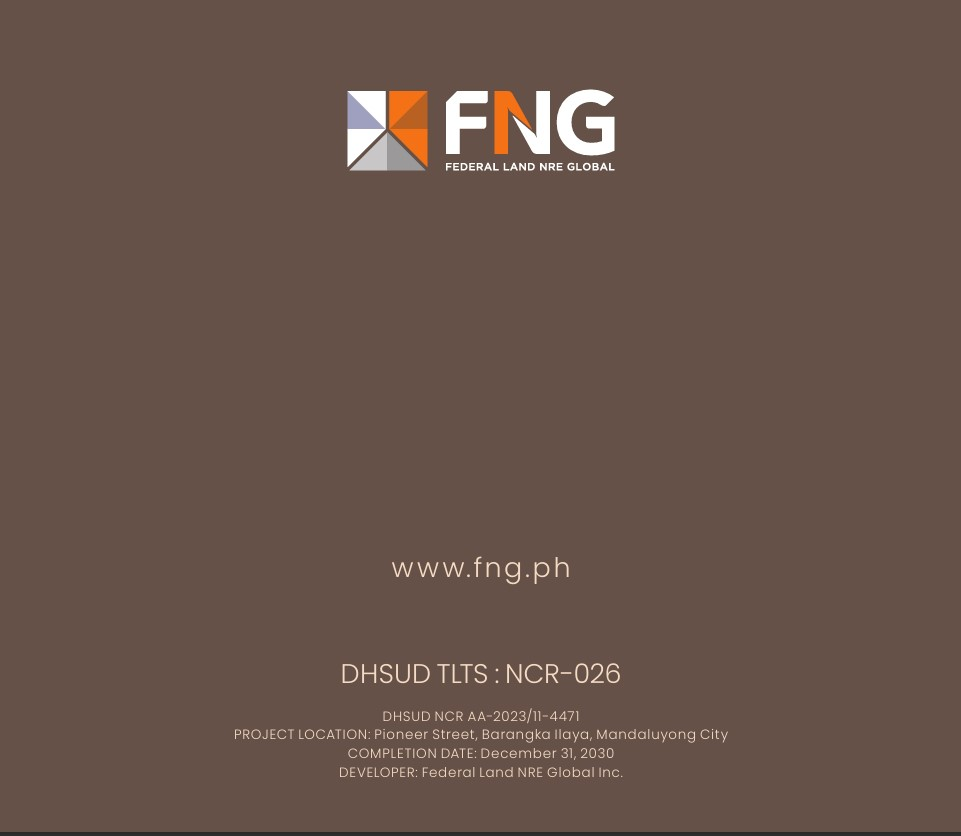 FNG
FEDERAL LAND NRE GLOBAL
www.fng.ph
DHSUD TLTS : NCR-026
DHSUD NCR AA-2023/11-4471
PROJECT LOCATION: Pioneer Street, Barangka Ilaya, Mandaluyong City
COMPLETION DATE: December 31, 2030
DEVELOPER: Federal Land NRE Global Inc.